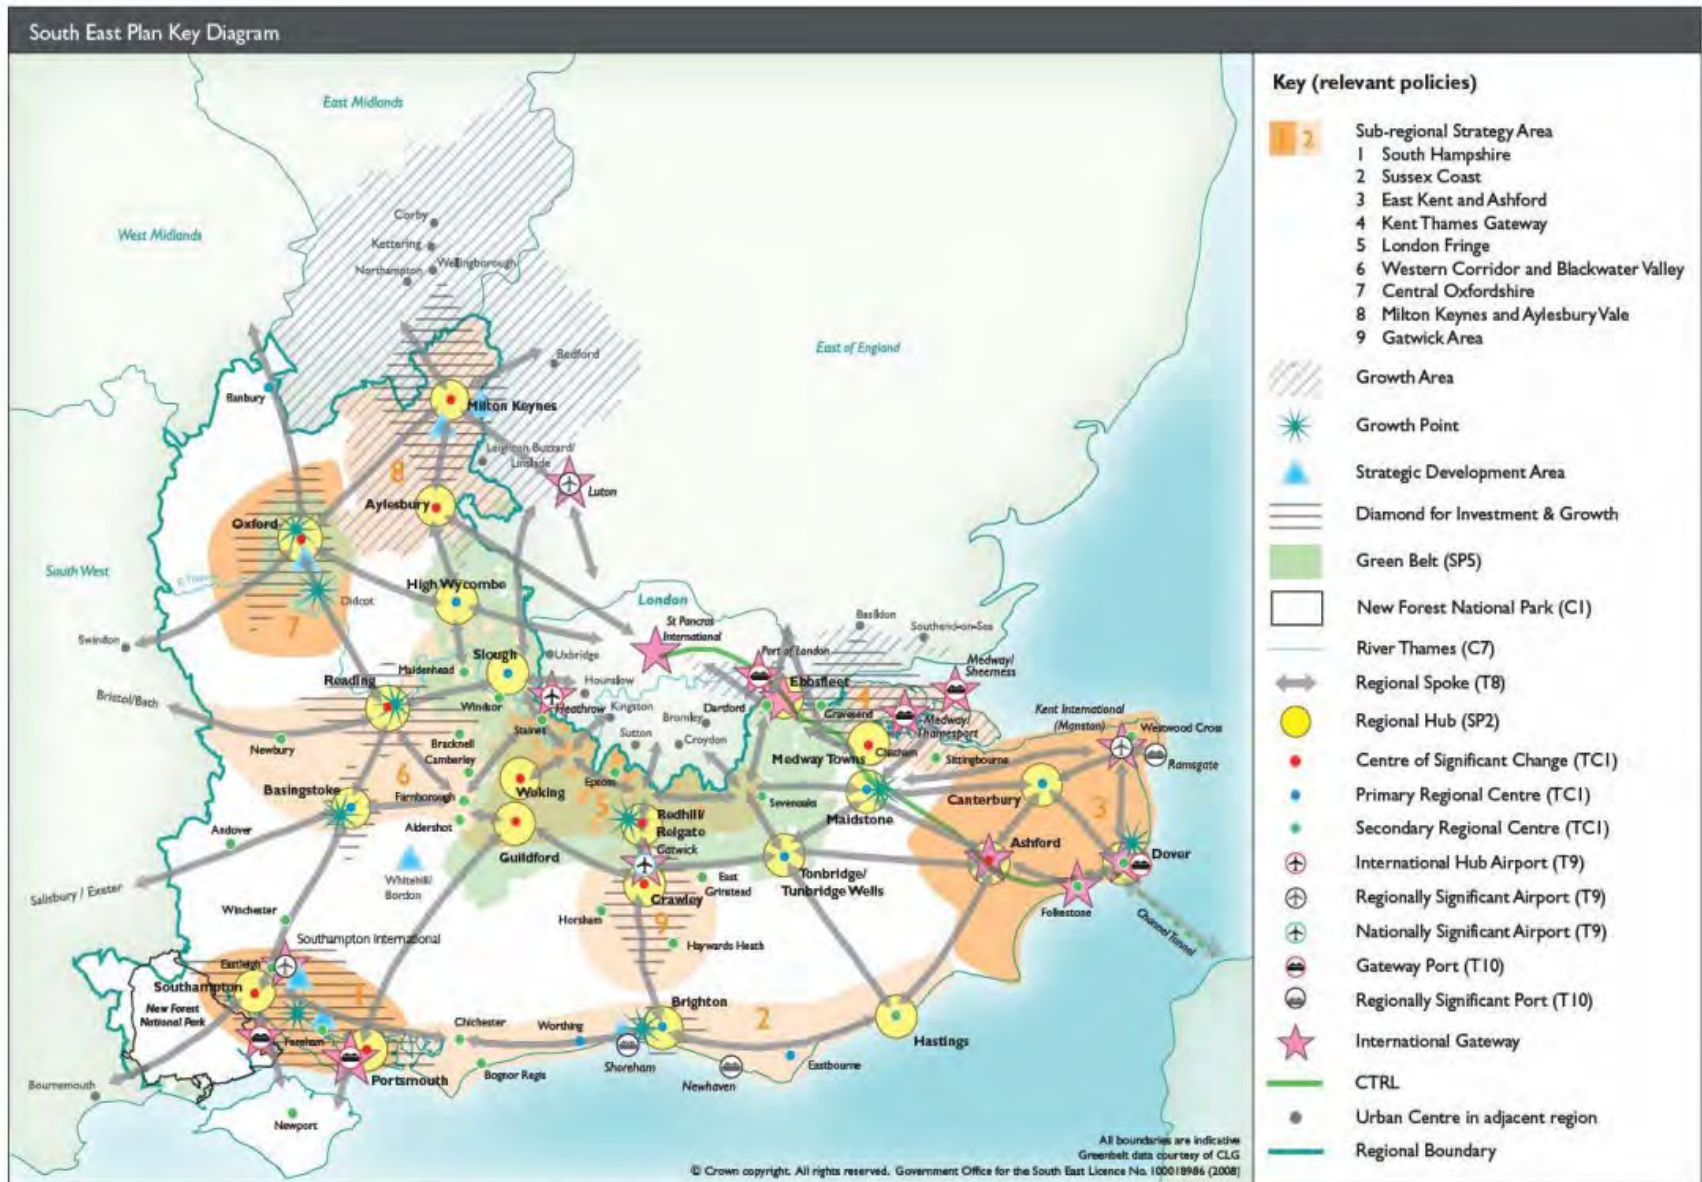 South East Plan Key Diagram
East Midlands
West Midlands
Corby
Kettering
Wellingborough
Northampton
Bedford
East of England
Banbury
Milton Keynes
Leighton Buzzard/
Linslade
8
Luton
Aylesbury
Oxford
South West
R Thames
Didcot
7
High Wycombe
London
St Pancras
International
Basildon
Southend-on-Sea
Swindon
Slough
Uxbridge
Maidenhead
Port of London
Medway/
Sheerness
Reading
Hounslow
Ebbsfleet
4
Bristol/Bath
Windsor
Heathrow
Kingston
Dartford
Gravesend
Kent International
(Manston)
Staines
Bromley
Medway/
Thamesport
Westwood Cross
Newbury
Bracknell
Sutton
Croydon
Camberley
Medway Towns
Chatham
Sittingbourne
Ramsgate
6
Epsom
Basingstoke
Farnborough
Woking
5
Sevenoaks
Canterbury
3
Andover
Aldershot
Redhill/
Reigate
Maidstone
Guildford
Gatwick
Ashford
Dover
Whitehill/
Bordon
East
Grinstead
Tonbridge/
Tunbridge Wells
Salisbury / Exeter
Crawley
Folkestone
Winchester
Horsham
9
Channel Tunnel
Southampton International
Haywards Heath
Eastleigh
Southampton
1
New Forest
National Park
Brighton
2
Fareham
Chichester
Worthing
Hastings
Shoreham
Eastbourne
Portsmouth
Bognor Regis
Newhaven
Bournemouth
Newport
All boundaries are indicative
Greenbelt data courtesy of CLG
© Crown copyright. All rights reserved. Government Office for the South East Licence No. 100018986 (2008)
Key (relevant policies)
1 2 Sub-regional Strategy Area
1 South Hampshire
2 Sussex Coast
3 East Kent and Ashford
4 Kent Thames Gateway
5 London Fringe
6 Western Corridor and Blackwater Valley
7 Central Oxfordshire
8 Milton Keynes and Aylesbury Vale
9 Gatwick Area
Growth Area
Growth Point
Strategic Development Area
Diamond for Investment & Growth
Green Belt (SP5)
New Forest National Park (C1)
River Thames (C7)
Regional Spoke (T8)
Regional Hub (SP2)
Centre of Significant Change (TC1)
Primary Regional Centre (TC1)
Secondary Regional Centre (TC1)
International Hub Airport (T9)
Regionally Significant Airport (T9)
Nationally Significant Airport (T9)
Gateway Port (T10)
Regionally Significant Port (T10)
International Gateway
CTRL
Urban Centre in adjacent region
Regional Boundary